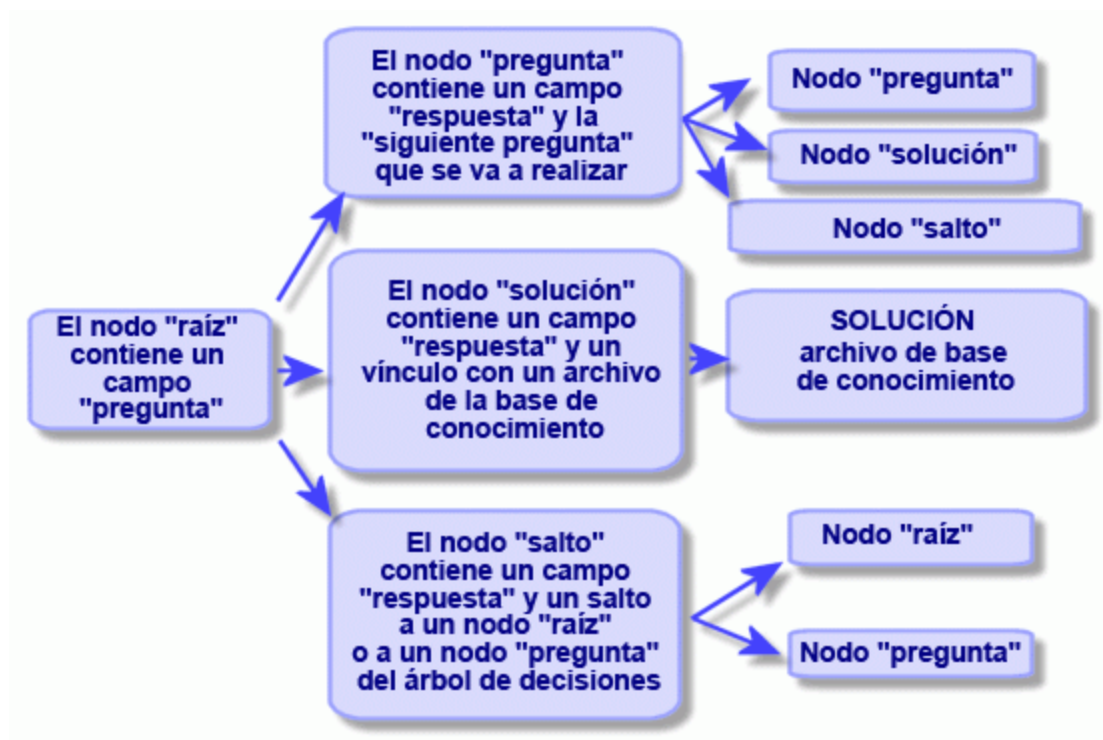 El nodo "raíz"
contiene un
campo
"pregunta"
El nodo "pregunta"
contiene un campo
"respuesta" y la
"siguiente pregunta"
que se va a realizar
Nodo "pregunta"
Nodo "solución"
Nodo "salto"
El nodo "solución"
contiene un campo
"respuesta" y un
vínculo con un archivo
de la base de
conocimiento
SOLUCIÓN
archivo de base
de conocimiento
El nodo "salto"
contiene un campo
"respuesta" y un salto
a un nodo "raíz"
o a un nodo "pregunta"
del árbol de decisiones
Nodo "raíz"
Nodo "pregunta"